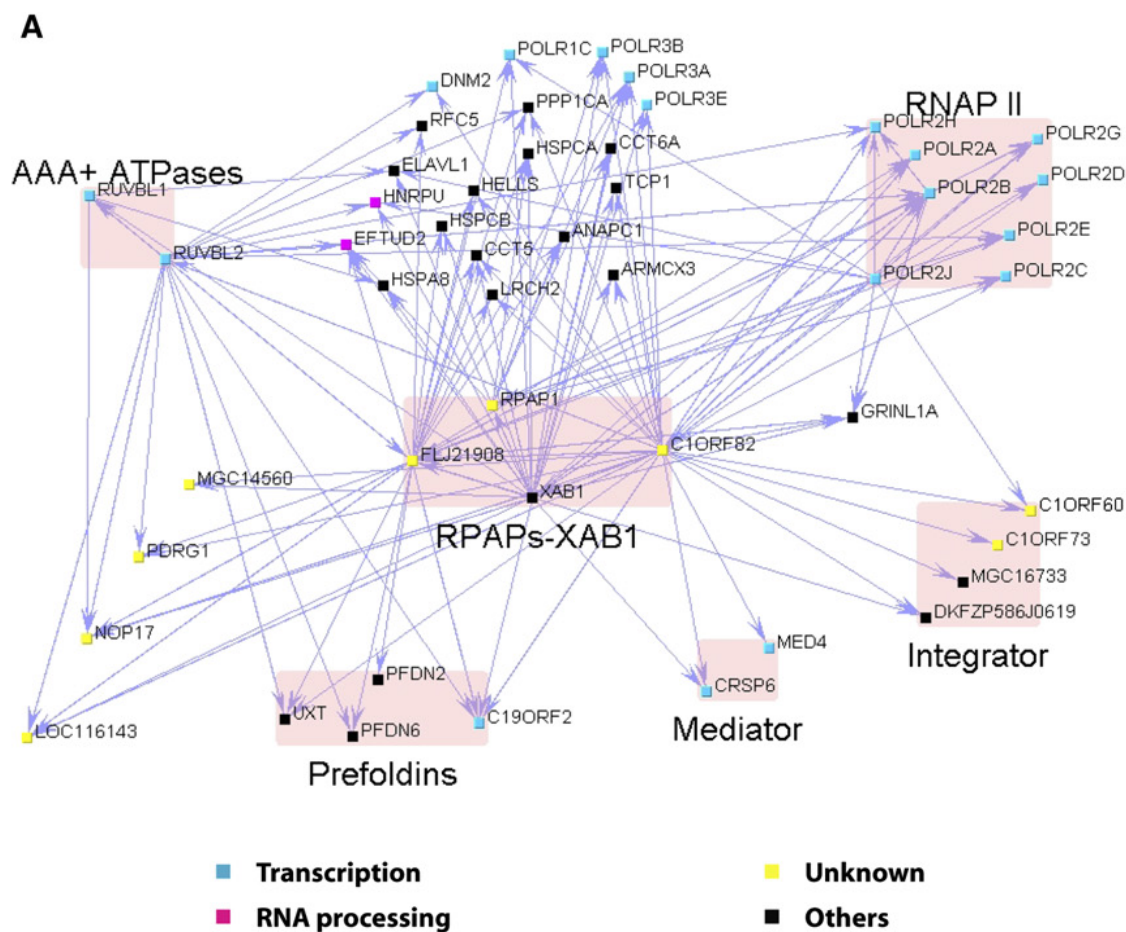 A
POLR1C
POLR3B
POLR3A
DNM2
POLR3E
PPP1CA
RNAP II
RFC5
POLR2H
HSPCA
CCT6A
POLR2G
POLR2A
AAA+ ATPases
ELAVL1
RUVBL1
HELLS
TCP1
POLR2B
POLR2D
HNRPU
HSPCB
ANAPC1
POLR2E
EFTUD2
RUVBL2
CCT5
ARMCX3
POLR2J
POLR2C
HSPA8
LRCH2
RPAP1
GRINL1A
FLJ21908
C1ORF82
MGC14560
XAB1
C1ORF60
RPAPs-XAB1
C1ORF73
PDRG1
MGC16733
DKFZP586J0619
NOP17
MED4
Integrator
PFDN2
CRSP6
UXT
C19ORF2
LOC116143
PFDN6
Mediator
Prefoldins
Transcription
Unknown
RNA processing
Others